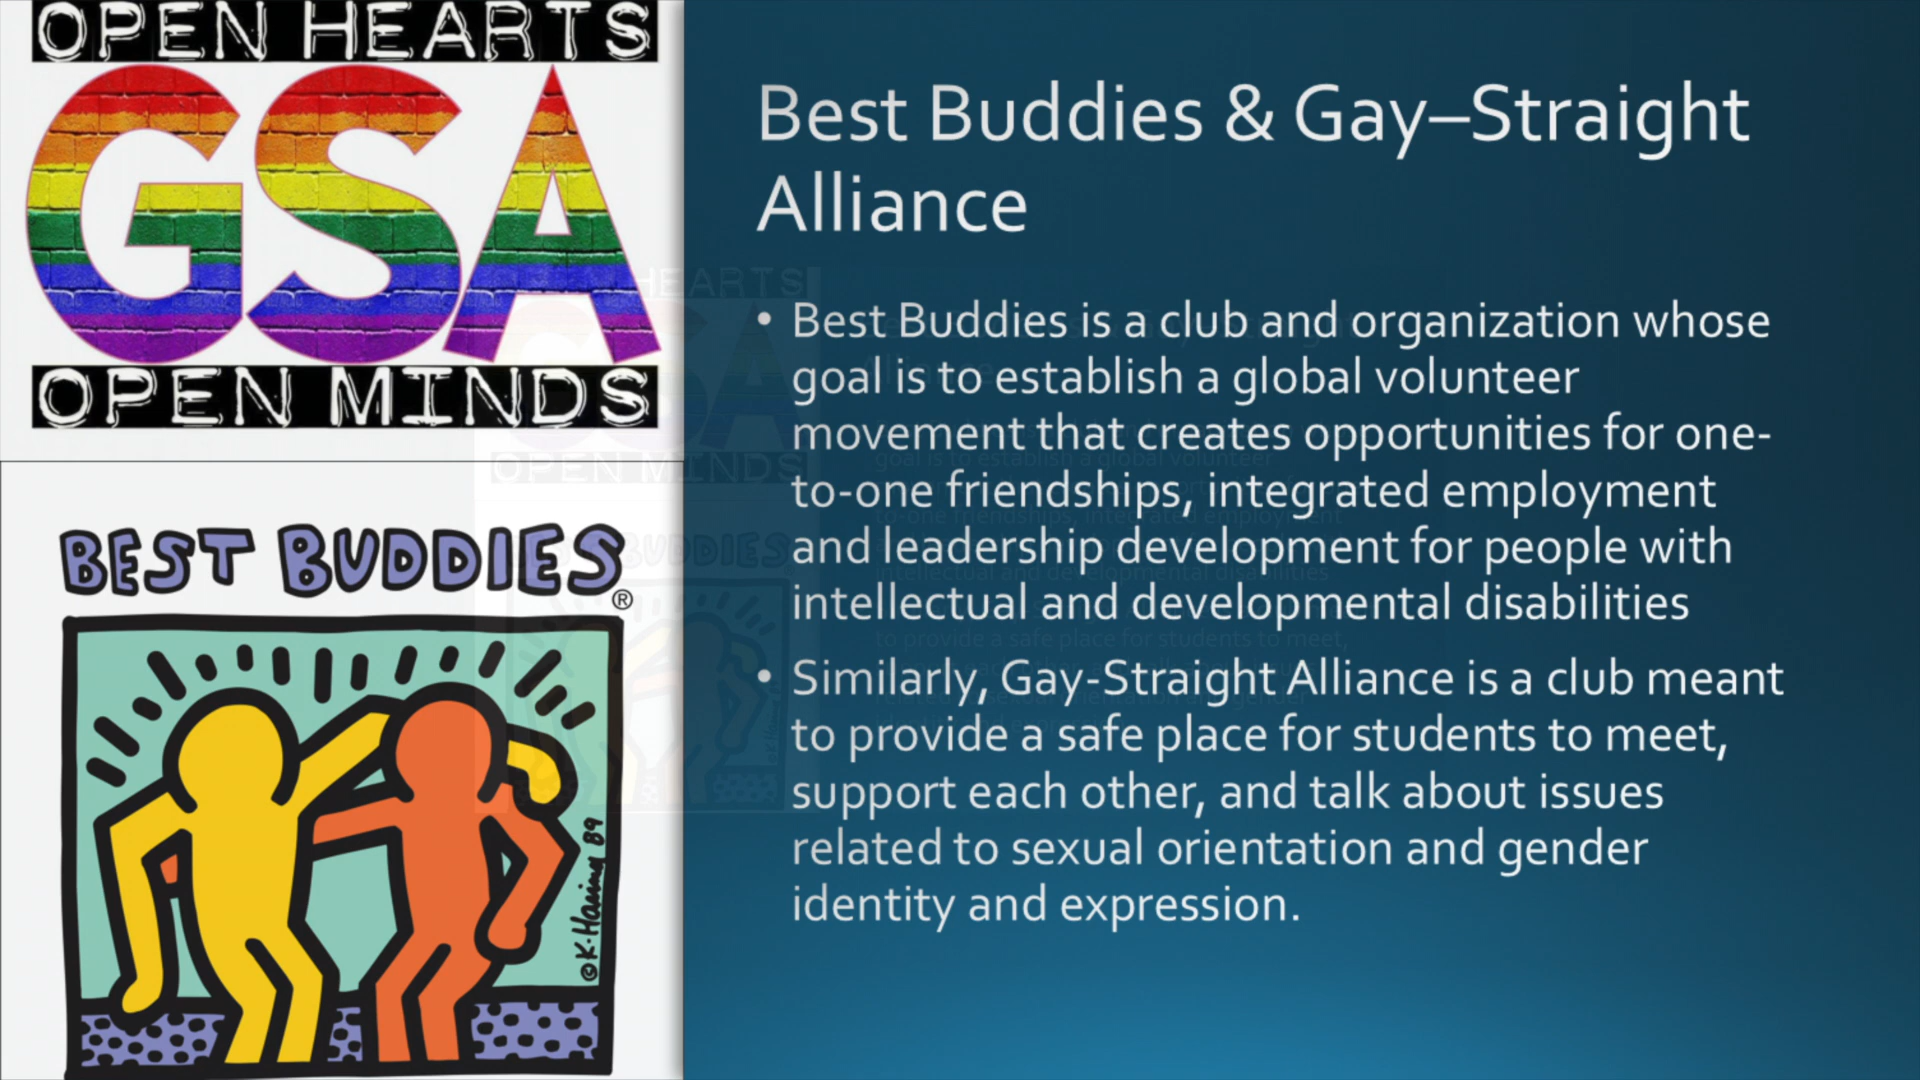 OPEN HEARTS
GSA
OPEN MINDS
BEST BUDDIES®
©K·Haring 89
Best Buddies & Gay–Straight
Alliance
• Best Buddies is a club and organization whose
goal is to establish a global volunteer
movement that creates opportunities for one-
to-one friendships, integrated employment
and leadership development for people with
intellectual and developmental disabilities
• Similarly, Gay-Straight Alliance is a club meant
to provide a safe place for students to meet,
support each other, and talk about issues
related to sexual orientation and gender
identity and expression.